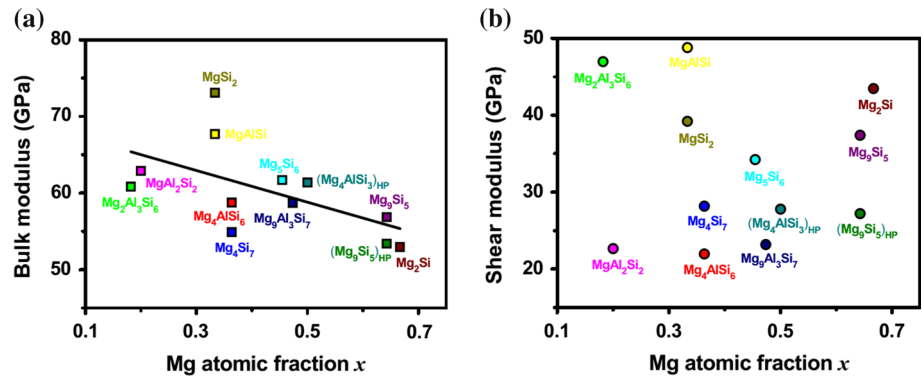 (a)
80
70
60
50
Bulk modulus (GPa)
MgSi₂
MgAlSi
MgAl₂Si₂
Mg₂Al₃Si₆
Mg₅Si₆
(Mg₄AlSi₃)HP
Mg₄AlSi₆
Mg₉Al₃Si₇
Mg₉Si₅
Mg₄Si₇
(Mg₉Si₅)HP
Mg₂Si
0.1 0.3 0.5 0.7
Mg atomic fraction x
(b)
50
40
30
20
Shear modulus (GPa)
MgAlSi
Mg₂Al₃Si₆
Mg₂Si
MgSi₂
Mg₉Si₅
Mg₅Si₆
Mg₄Si₇
(Mg₄AlSi₃)HP
(Mg₉Si₅)HP
MgAl₂Si₂
Mg₄AlSi₆
Mg₉Al₃Si₇
0.1 0.3 0.5 0.7
Mg atomic fraction x